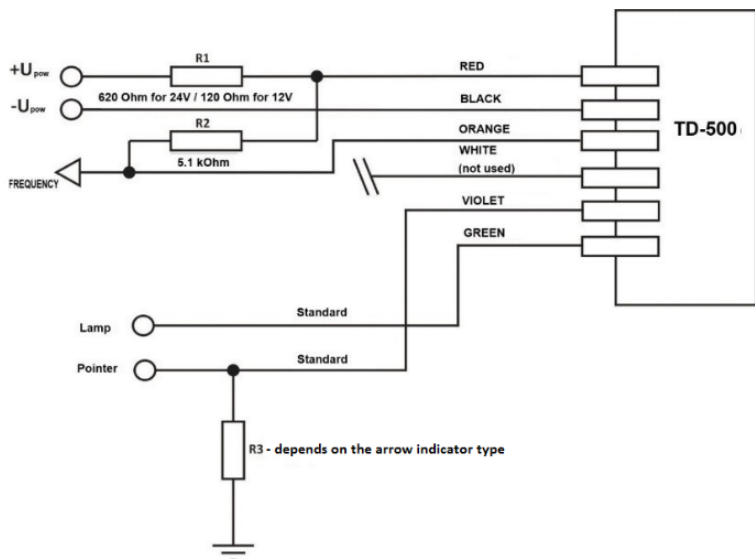 R1
RED
+U pow
620 Ohm for 24V / 120 Ohm for 12V
BLACK
-U pow
R2
ORANGE
TD-500
5.1 kOhm
WHITE
(not used)
FREQUENCY
VIOLET
GREEN
Standard
Lamp
Standard
Pointer
R3 - depends on the arrow indicator type